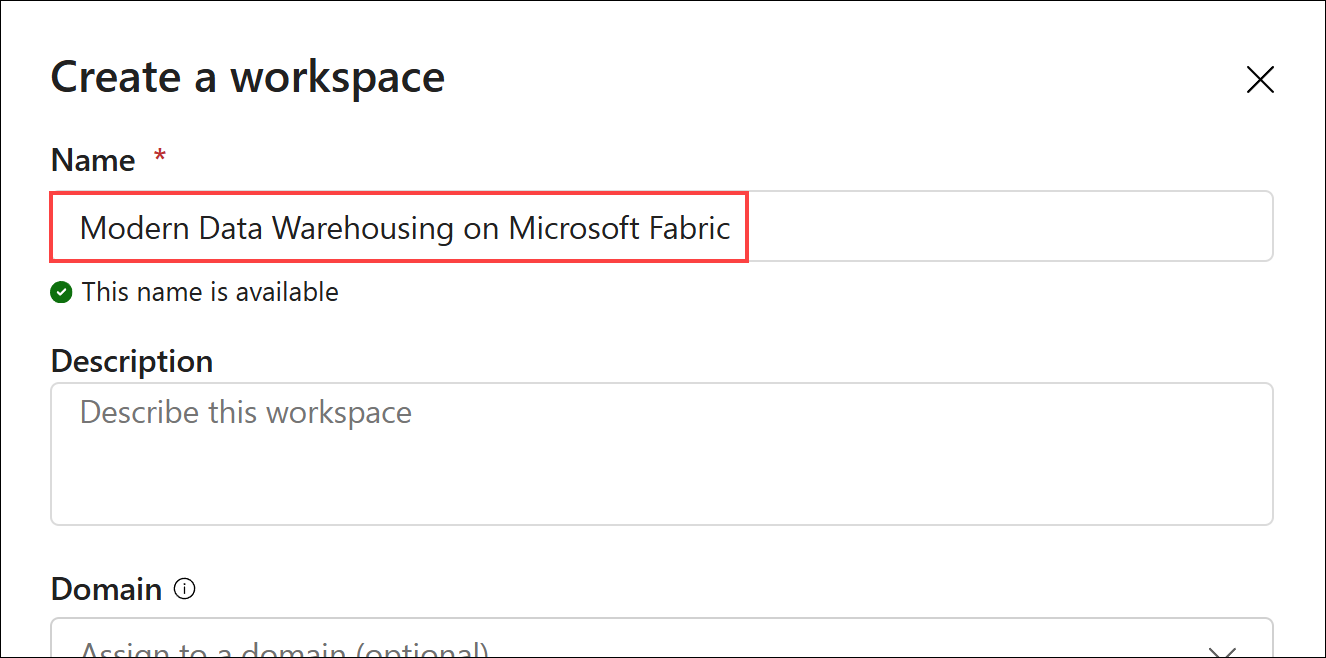 Create a workspace
Name *
Modern Data Warehousing on Microsoft Fabric
This name is available
Description
Describe this workspace
Domain
Assign to a domain (optional)